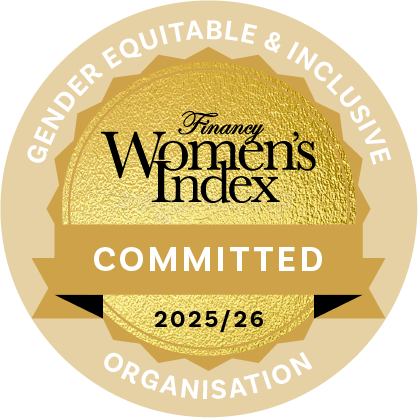 GENDER EQUITABLE & INCLUSIVE
Financy
Women's
Index
COMMITTED
2025/26
ORGANISATION